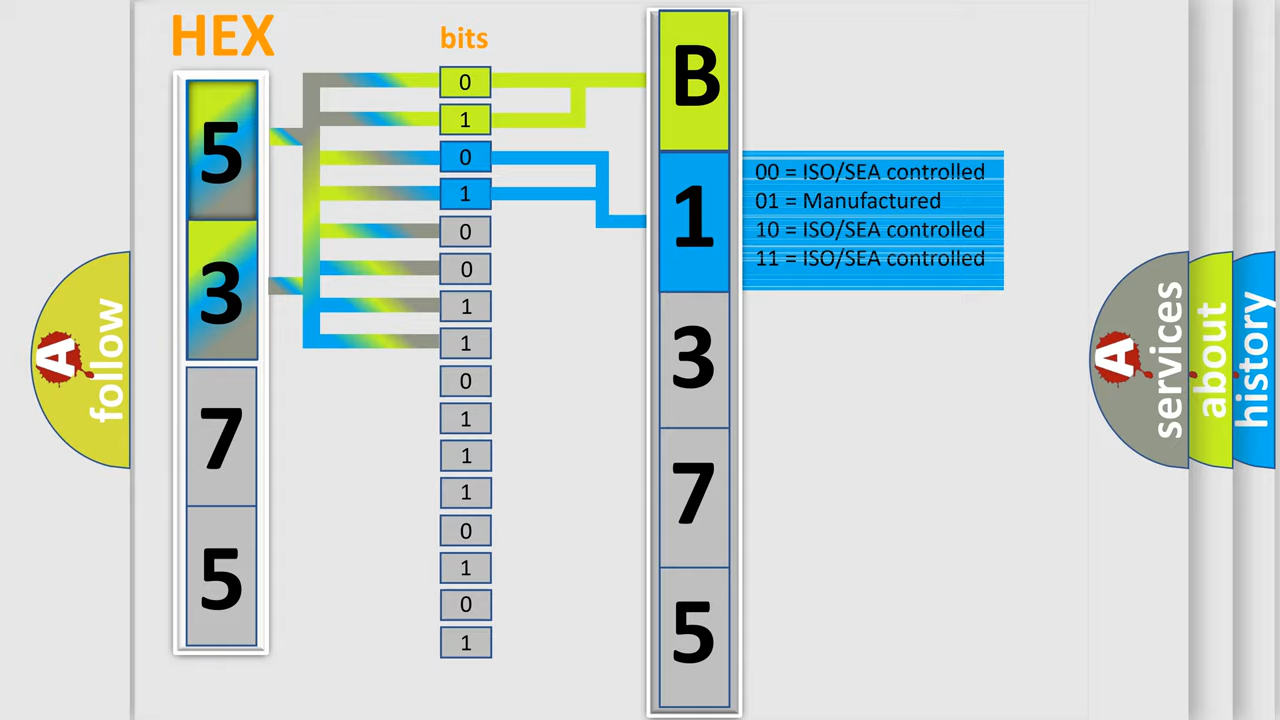 HEX
bits
5
3
7
5
0
1
0
1
0
0
1
1
0
1
1
1
0
1
0
1
B
1
3
7
5
00 = ISO/SEA controlled
01 = Manufactured
10 = ISO/SEA controlled
11 = ISO/SEA controlled
A
follow
A
services
about
history